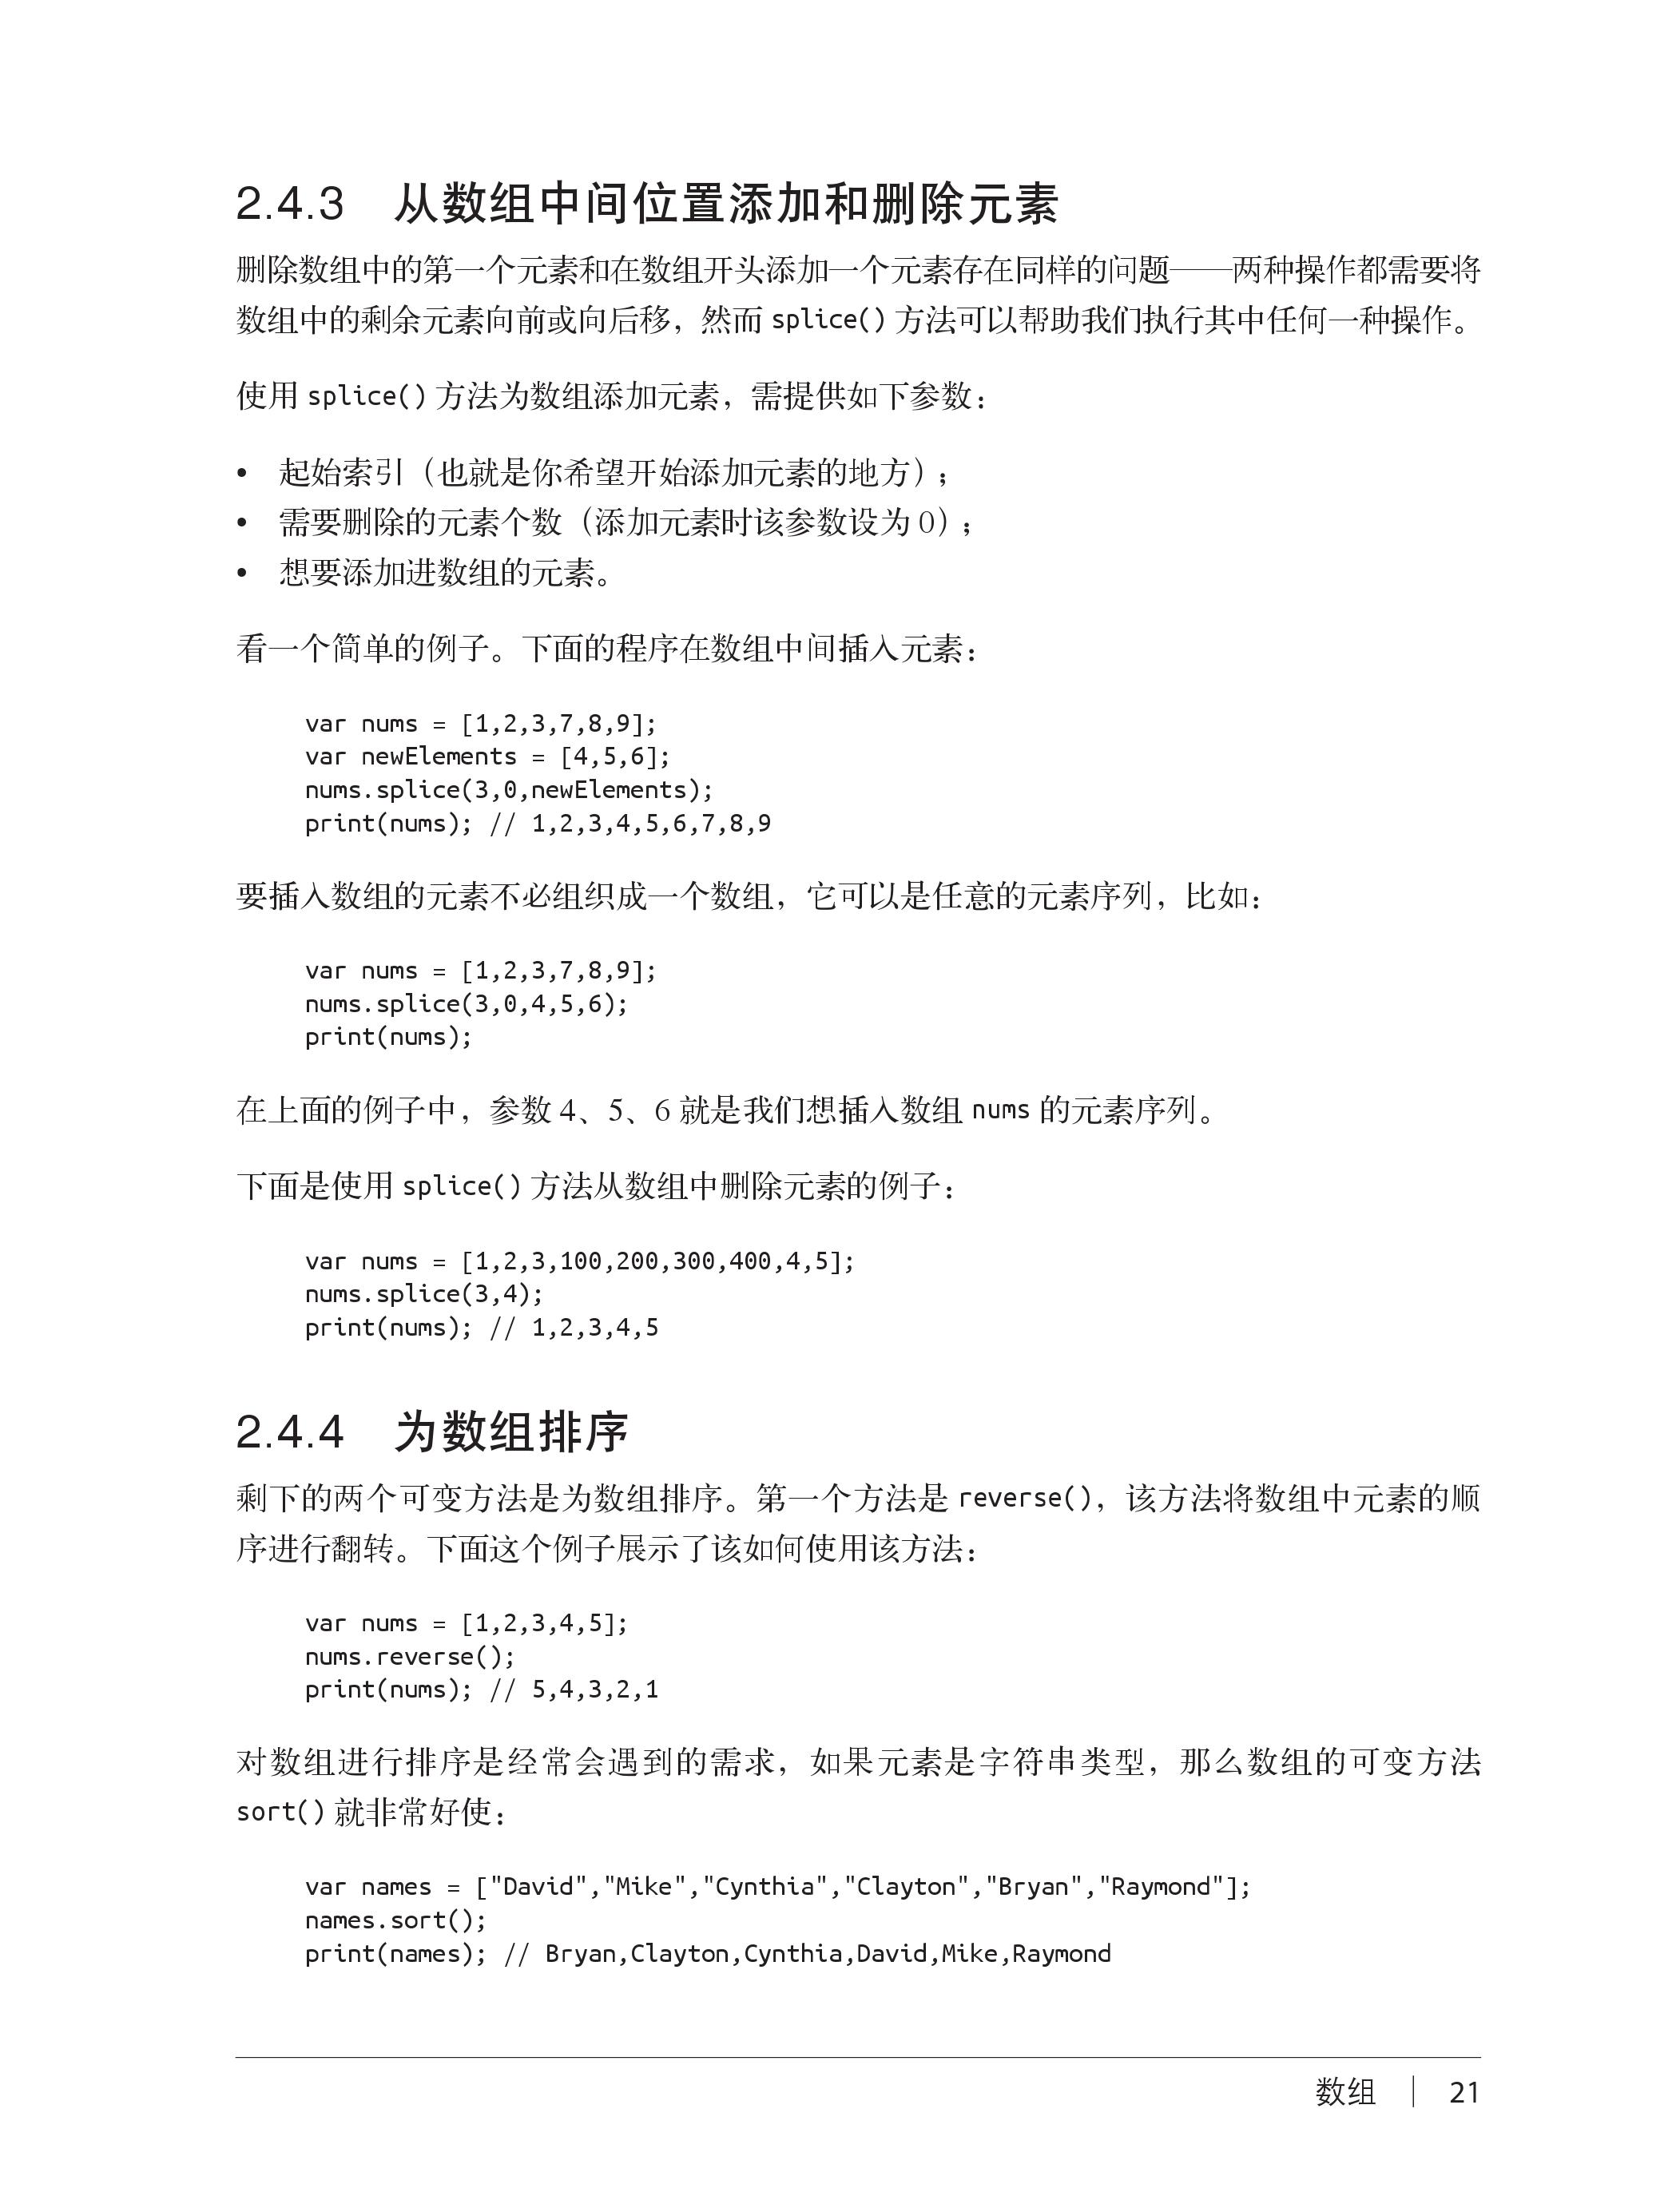 2.4.3 从数组中间位置添加和删除元素
删除数组中的第一个元素和在数组开头添加一个元素存在同样的问题——两种操作都需要将
数组中的剩余元素向前或向后移，然而 splice() 方法可以帮助我们执行其中任何一种操作。
使用 splice() 方法为数组添加元素，需提供如下参数：
• 起始索引（也就是你希望开始添加元素的地方）；
• 需要删除的元素个数（添加元素时该参数设为 0）；
• 想要添加进数组的元素。
看一个简单的例子。下面的程序在数组中间插入元素：
var nums = [1,2,3,7,8,9];
var newElements = [4,5,6];
nums.splice(3,0,newElements);
print(nums); // 1,2,3,4,5,6,7,8,9
要插入数组的元素不必组织成一个数组，它可以是任意的元素序列，比如：
var nums = [1,2,3,7,8,9];
nums.splice(3,0,4,5,6);
print(nums);
在上面的例子中，参数 4、5、6 就是我们想插入数组 nums 的元素序列。
下面是使用 splice() 方法从数组中删除元素的例子：
var nums = [1,2,3,100,200,300,400,4,5];
nums.splice(3,4);
print(nums); // 1,2,3,4,5
2.4.4 为数组排序
剩下的两个可变方法是为数组排序。第一个方法是 reverse()，该方法将数组中元素的顺
序进行翻转。下面这个例子展示了该如何使用该方法：
var nums = [1,2,3,4,5];
nums.reverse();
print(nums); // 5,4,3,2,1
对数组进行排序是经常会遇到的需求，如果元素是字符串类型，那么数组的可变方法
sort() 就非常好使：
var names = ["David","Mike","Cynthia","Clayton","Bryan","Raymond"];
names.sort();
print(names); // Bryan,Clayton,Cynthia,David,Mike,Raymond
数组 | 21